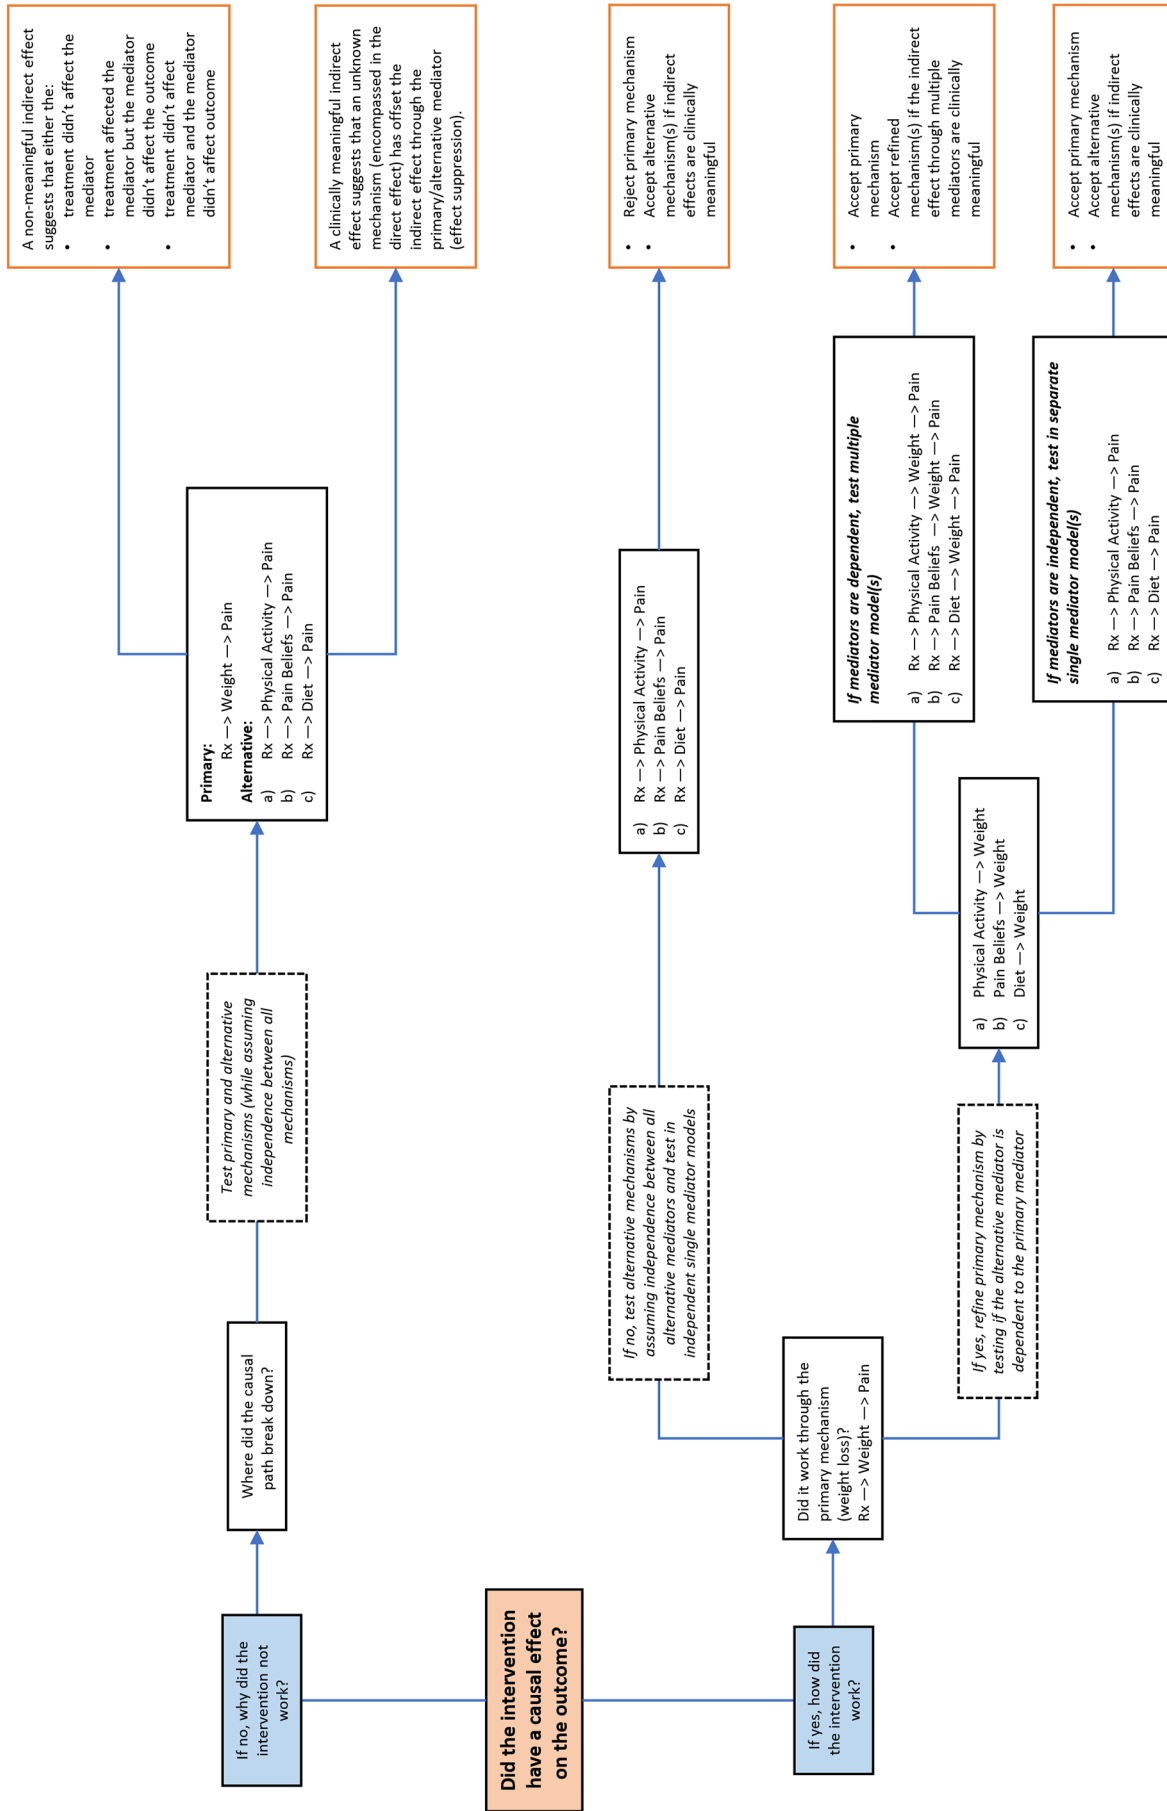 Did the intervention
have a causal effect
on the outcome?
If no, why did the
intervention not
work?
Where did the causal
path break down?
Test primary and alternative
mechanisms (while assuming
independence between all
mechanisms)
Primary:
Rx —> Weight —> Pain
Alternative:
a) Rx —> Physical Activity —> Pain
b) Rx —> Pain Beliefs —> Pain
c) Rx —> Diet —> Pain
A non-meaningful indirect effect
suggests that either the:
• treatment didn't affect the
mediator
• treatment affected the
mediator but the mediator
didn't affect the outcome
• treatment didn't affect
mediator and the mediator
didn't affect outcome
A clinically meaningful indirect
effect suggests that an unknown
mechanism (encompassed in the
direct effect) has offset the
indirect effect through the
primary/alternative mediator
(effect suppression).
If yes, how did
the intervention
work?
Did it work through the
primary mechanism
(weight loss)?
Rx —> Weight —> Pain
If no, test alternative mechanisms by
assuming independence between all
alternative mediators and test in
independent single mediator models
a) Rx —> Physical Activity —> Pain
b) Rx —> Pain Beliefs —> Pain
c) Rx —> Diet —> Pain
• Reject primary mechanism
• Accept alternative
mechanism(s) if indirect
effects are clinically
meaningful
If yes, refine primary mechanism by
testing if the alternative mediator is
dependent to the primary mediator
a) Physical Activity —> Weight
b) Pain Beliefs —> Weight
c) Diet —> Weight
If mediators are dependent, test multiple
mediator model(s)
a) Rx —> Physical Activity —> Weight —> Pain
b) Rx —> Pain Beliefs —> Weight —> Pain
c) Rx —> Diet —> Weight —> Pain
• Accept primary
mechanism
• Accept refined
mechanism(s) if the indirect
effect through multiple
mediators are clinically
meaningful
If mediators are independent, test in separate
single mediator model(s)
a) Rx —> Physical Activity —> Pain
b) Rx —> Pain Beliefs —> Pain
c) Rx —> Diet —> Pain
• Accept primary mechanism
• Accept alternative
mechanism(s) if indirect
effects are clinically
meaningful